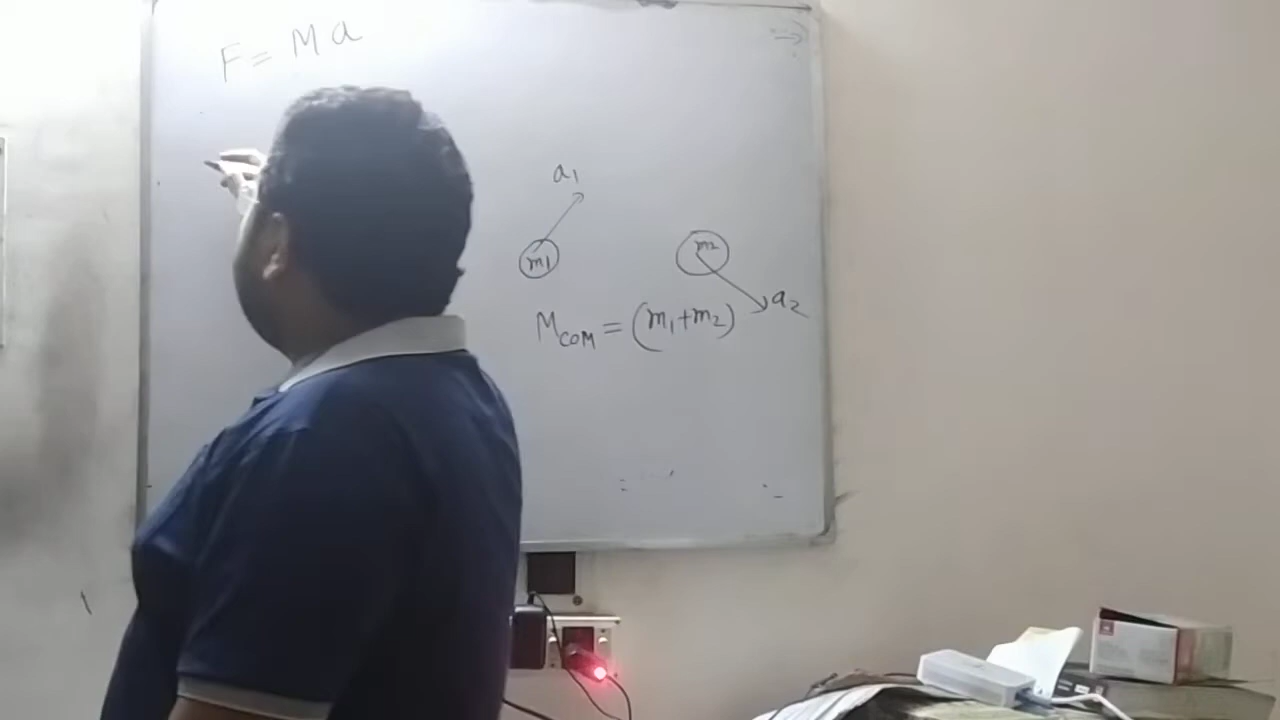 F = Ma
a₁
m₁
m₂
a₂
M_COM = (m₁+m₂)